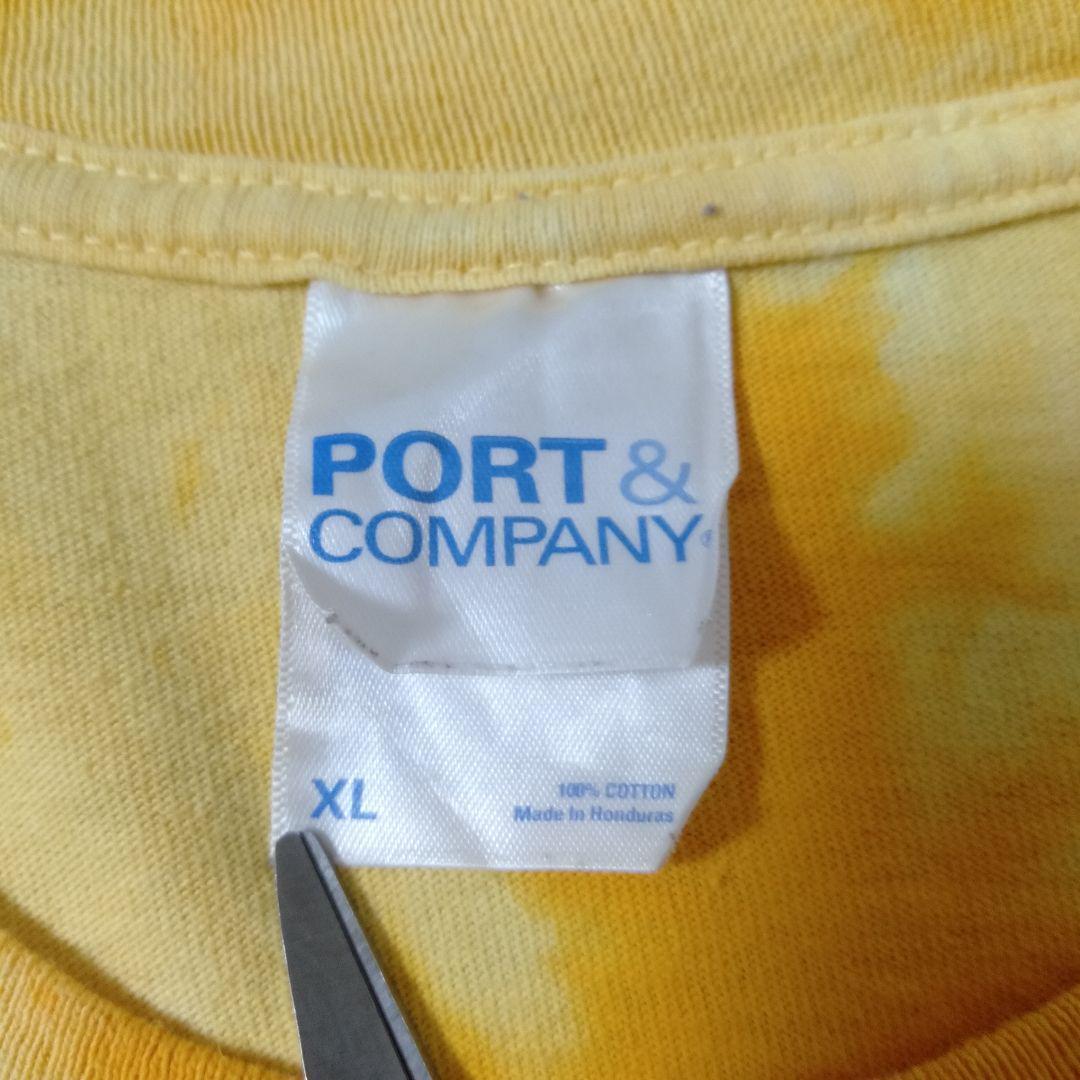 PORT &
COMPANY®
XL
100% COTTON
Made In Honduras